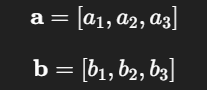 a = [a₁, a₂, a₃]
b = [b₁, b₂, b₃]